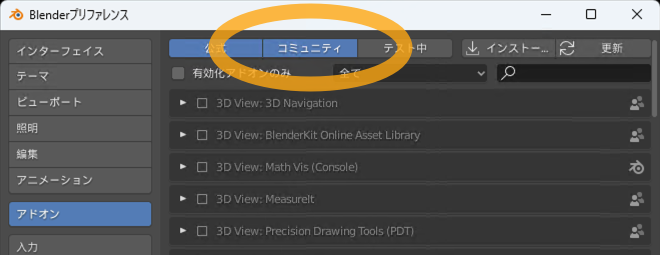 Blenderプリファレンス
インターフェイス
テーマ
ビューポート
照明
編集
アニメーション
アドオン
入力
公式 コミュニティ テスト中 インストー... 更新
有効化アドオンのみ 全て
3D View: 3D Navigation
3D View: BlenderKit Online Asset Library
3D View: Math Vis (Console)
3D View: MeasureIt
3D View: Precision Drawing Tools (PDT)